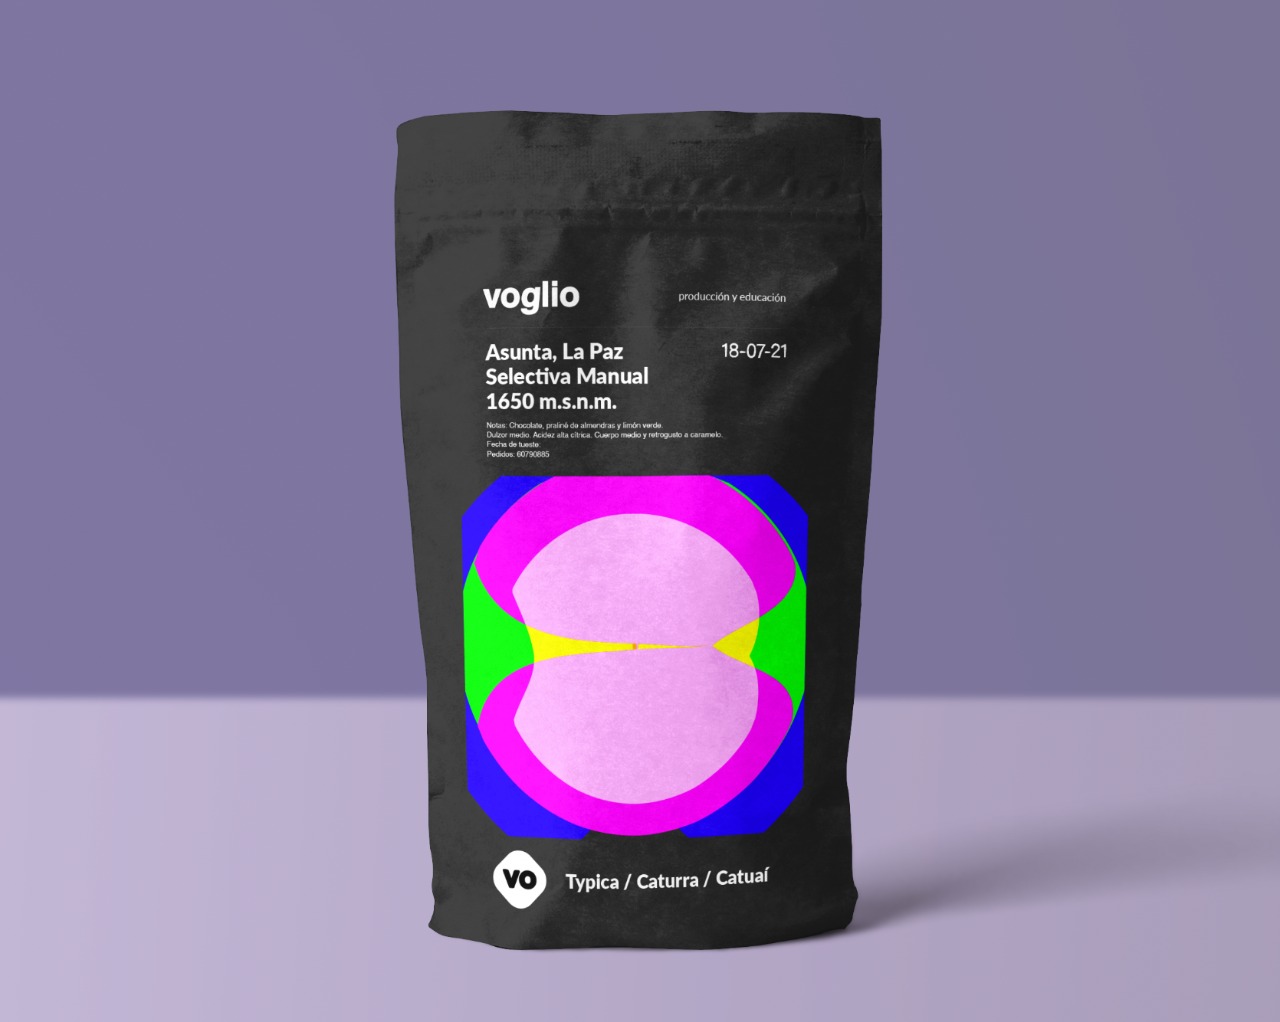 voglio
producción y educación
Asunta, La Paz
18-07-21
Selectiva Manual
1650 m.s.n.m.
Notas: Chocolate, praliné de almendras y limón verde.
Dulzor medio. Acidez alta cítrica. Cuerpo medio y retrogusto a caramelo.
Fecha de tueste:
Pedidos: 60790885
VO
Typica / Caturra / Catuaí